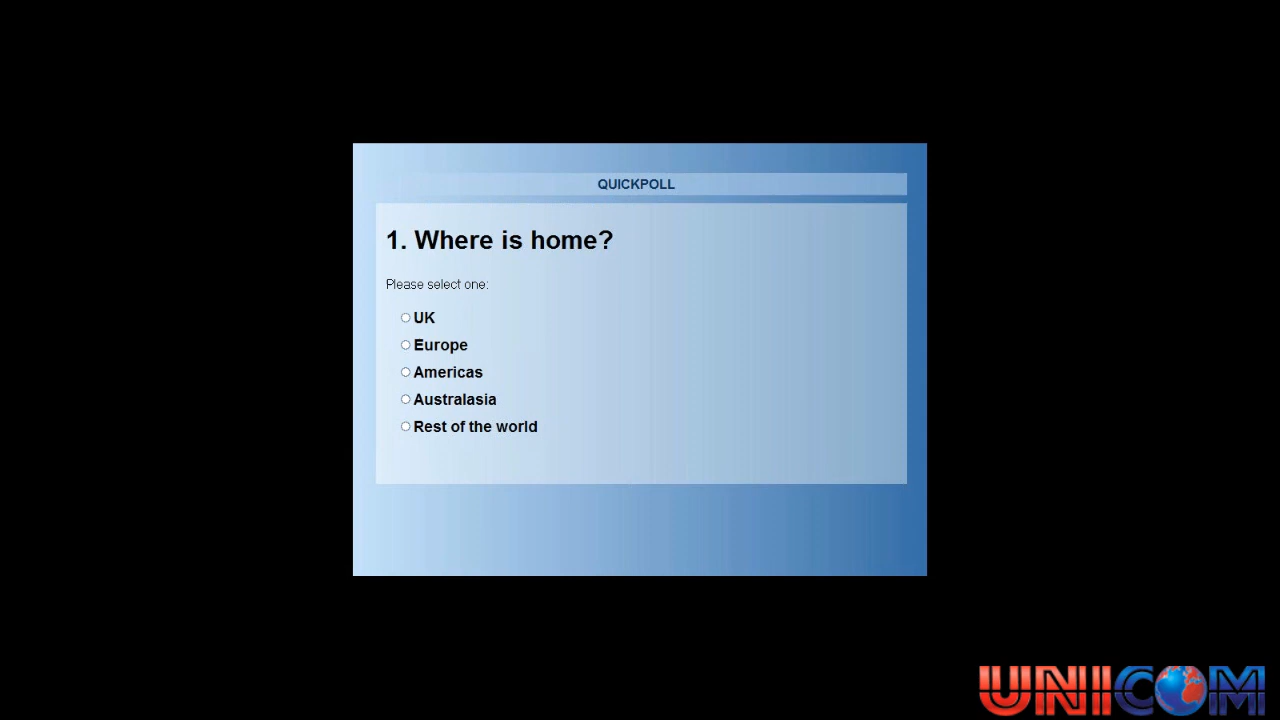 QUICKPOLL
1. Where is home?
Please select one:
UK
Europe
Americas
Australasia
Rest of the world
UNICOM